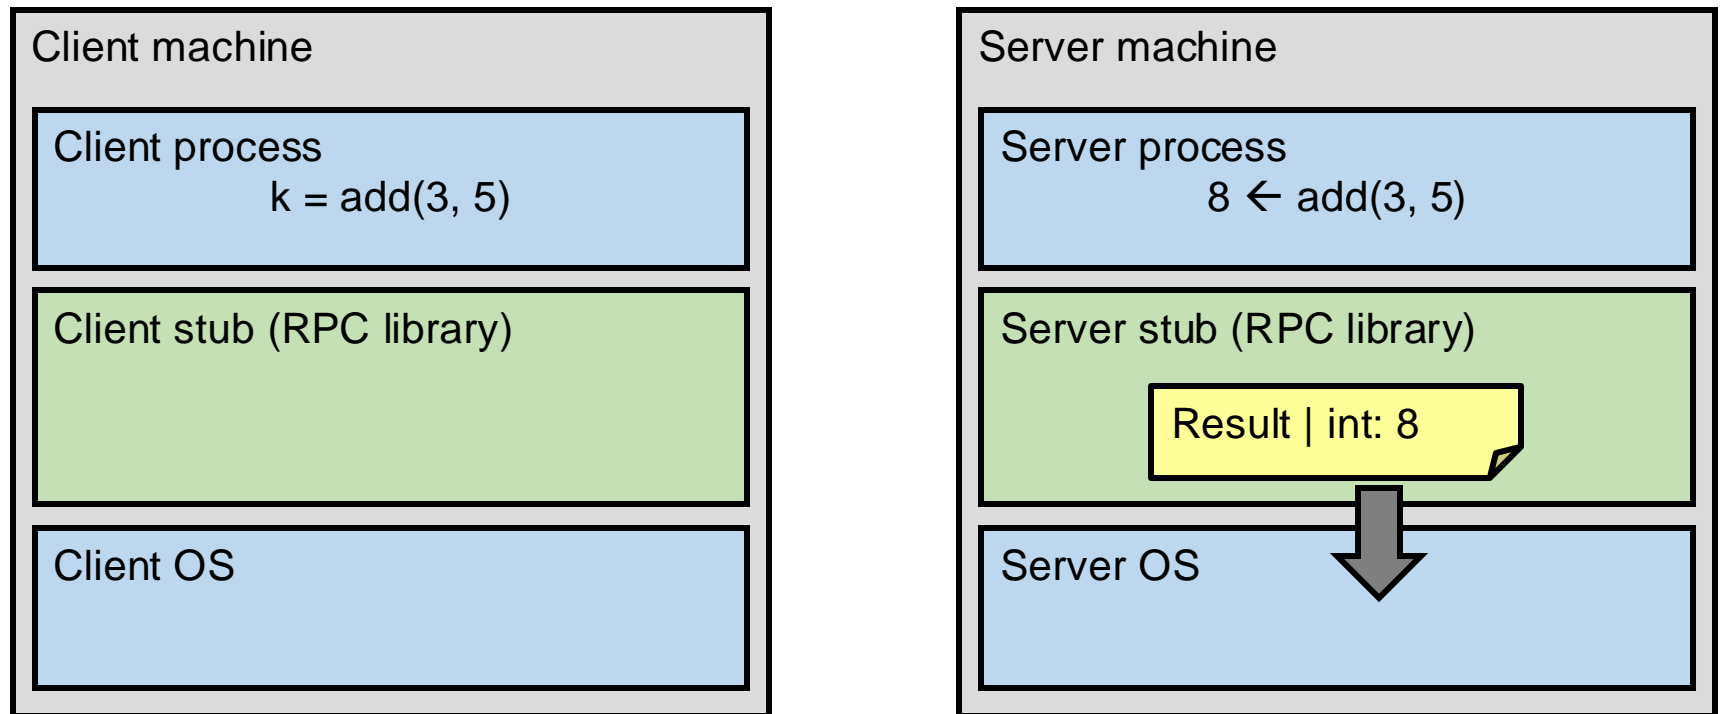 Client machine
Client process
k = add(3, 5)
Client stub (RPC library)
Client OS
Server machine
Server process
8 ← add(3, 5)
Server stub (RPC library)
Result | int: 8
Server OS